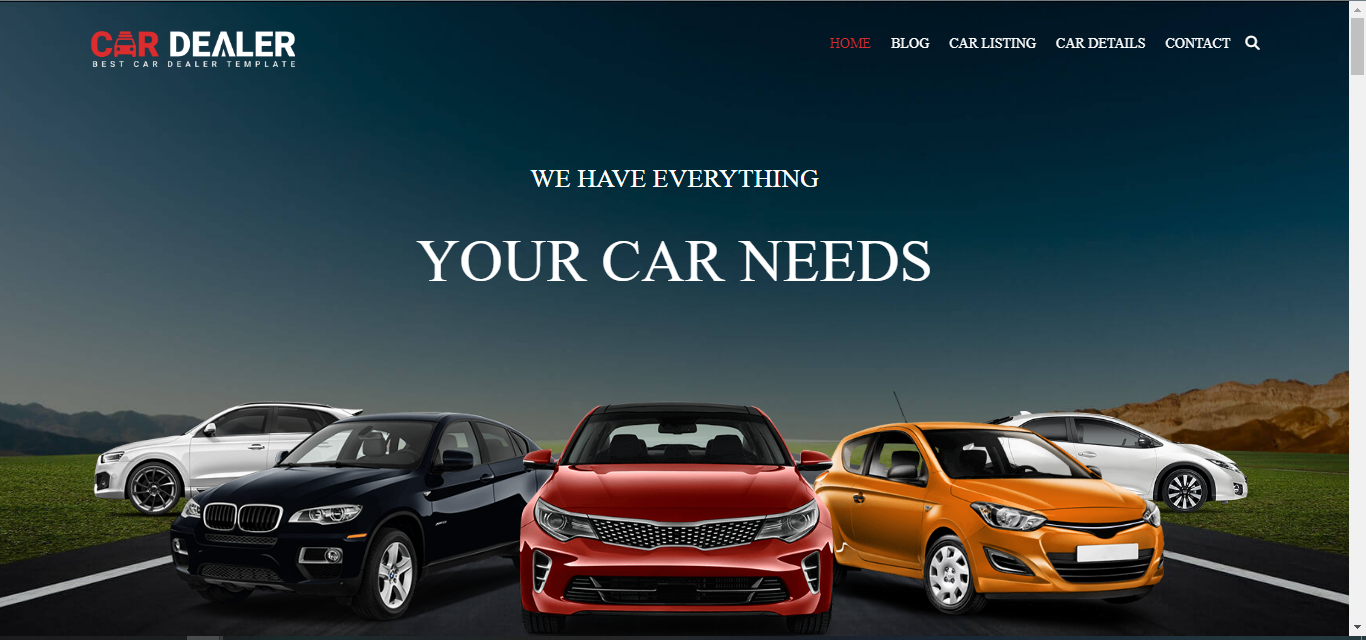 CAR DEALER
BEST CAR DEALER TEMPLATE
HOME BLOG CAR LISTING CAR DETAILS CONTACT
WE HAVE EVERYTHING
YOUR CAR NEEDS